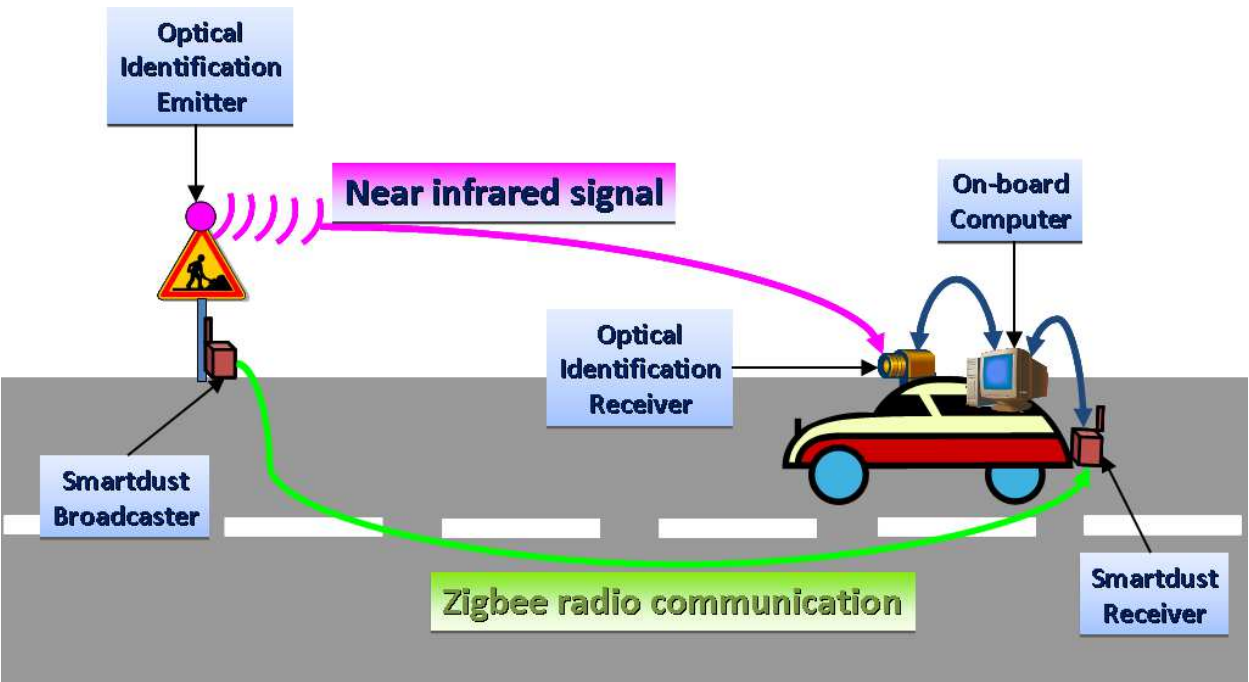 Optical
Identification
Emitter
Near infrared signal
On-board
Computer
Optical
Identification
Receiver
Smartdust
Broadcaster
Zigbee radio communication
Smartdust
Receiver